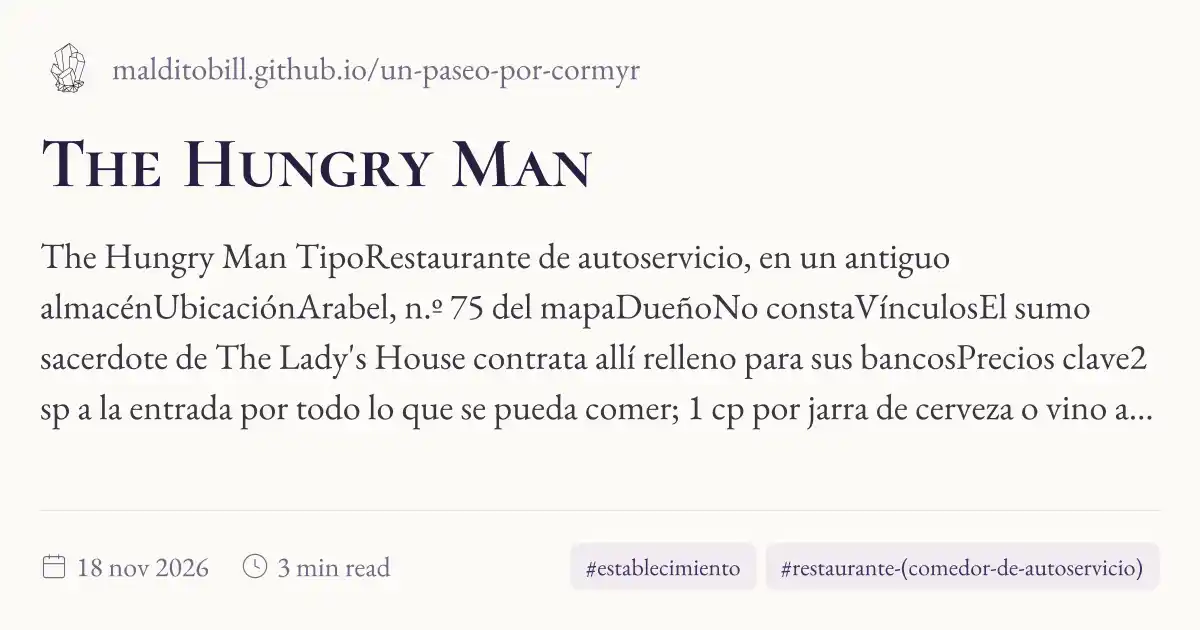 malditobill.github.io/un-paseo-por-cormyr
The Hungry Man
The Hungry Man TipoRestaurante de autoservicio, en un antiguo
almacénUbicaciónArabel, n.º 75 del mapaDueñoNo constaVínculosEl sumo
sacerdote de The Lady's House contrata allí relleno para sus bancosPrecios clave2
sp a la entrada por todo lo que se pueda comer; 1 cp por jarra de cerveza o vino a...
18 nov 2026
3 min read
#establecimiento
#restaurante-(comedor-de-autoservicio)